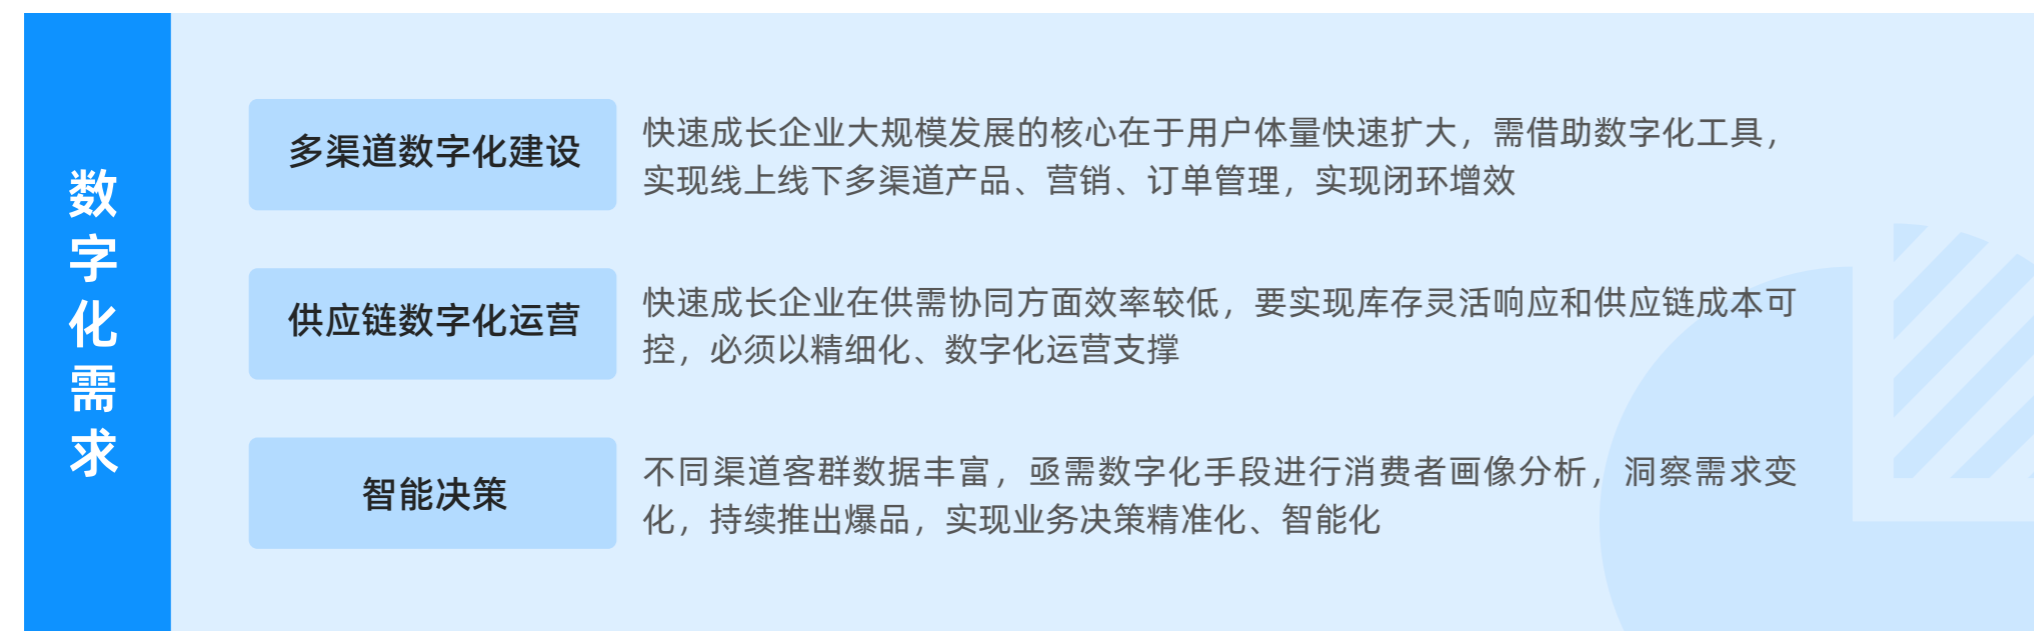 数字化需求
多渠道数字化建设
快速成长企业大规模发展的核心在于用户体量快速扩大，需借助数字化工具，
实现线上线下多渠道产品、营销、订单管理，实现闭环增效
供应链数字化运营
快速成长企业在供需协同方面效率较低，要实现库存灵活响应和供应链成本可
控，必须以精细化、数字化运营支撑
智能决策
不同渠道客群数据丰富，亟需数字化手段进行消费者画像分析，洞察需求变
化，持续推出爆品，实现业务决策精准化、智能化